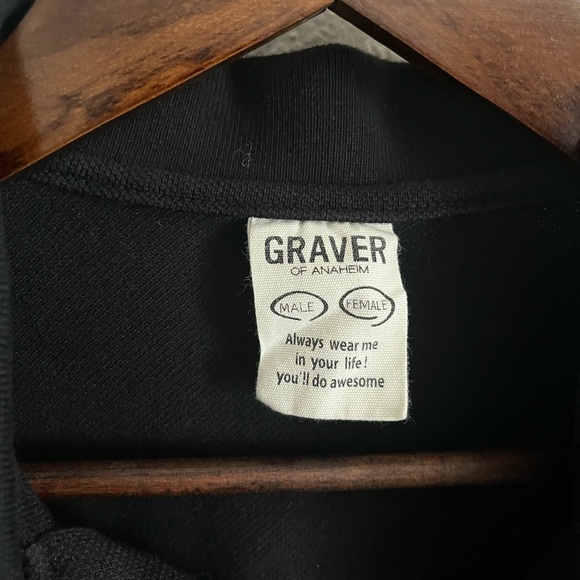 GRAVER
OF ANAHEIM
MALE FEMALE
Always wear me
in your life!
you'll do awesome